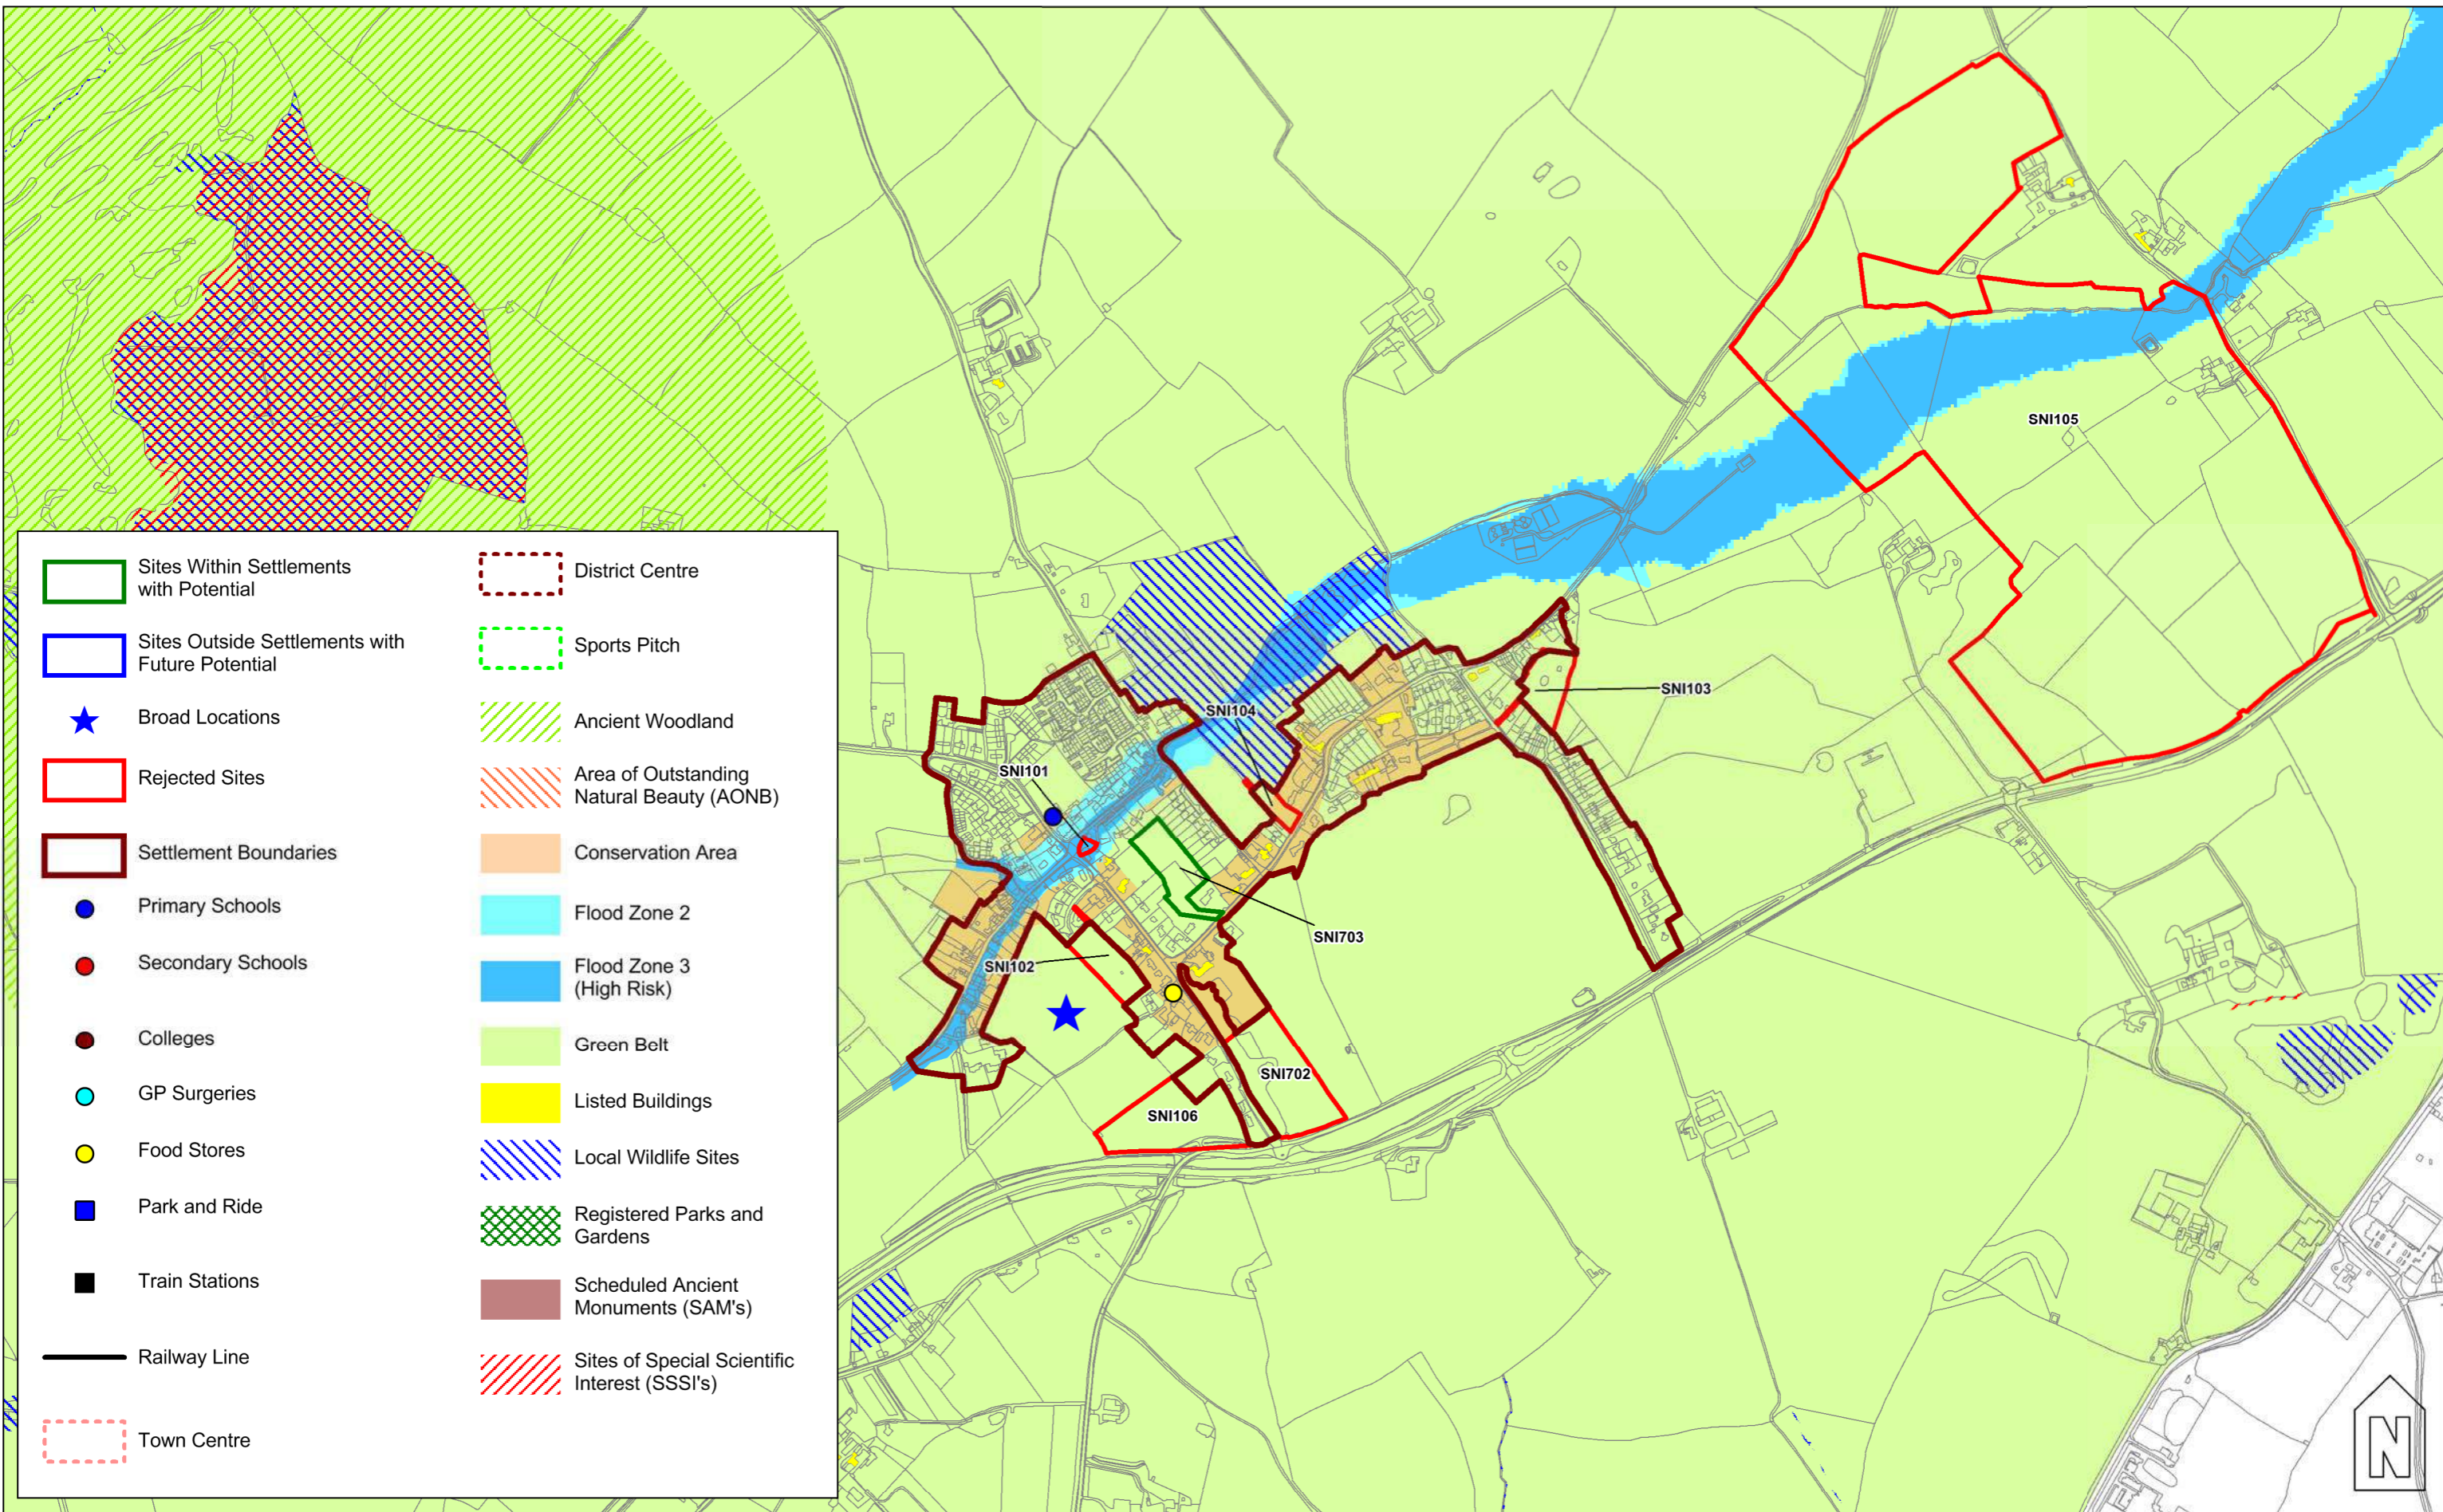 Sites Within Settlements
with Potential
Sites Outside Settlements with
Future Potential
Broad Locations
Rejected Sites
Settlement Boundaries
Primary Schools
Secondary Schools
Colleges
GP Surgeries
Food Stores
Park and Ride
Train Stations
Railway Line
Town Centre
District Centre
Sports Pitch
Ancient Woodland
Area of Outstanding
Natural Beauty (AONB)
Conservation Area
Flood Zone 2
Flood Zone 3
(High Risk)
Green Belt
Listed Buildings
Local Wildlife Sites
Registered Parks and
Gardens
Scheduled Ancient
Monuments (SAM's)
Sites of Special Scientific
Interest (SSSI's)
SNI105
SNI103
SNI104
SNI101
SNI703
SNI102
SNI702
SNI106
N